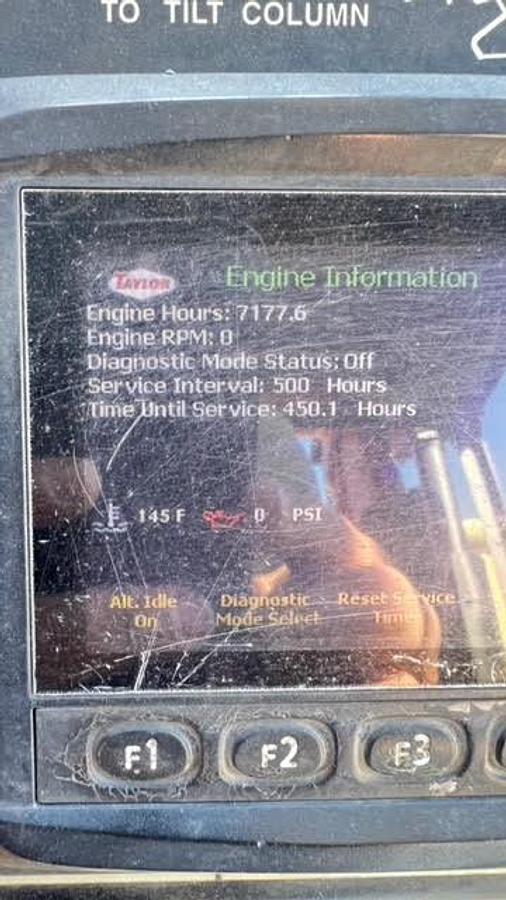 TO TILT COLUMN
TAYLOR
Engine Information
Engine Hours: 7177.6
Engine RPM: 0
Diagnostic Mode Status: Off
Service Interval: 500 Hours
Time Until Service: 450.1 Hours
145 F 0 PSI
Alt. Idle On
Diagnostic Mode Select
Reset Service Time
F1 F2 F3